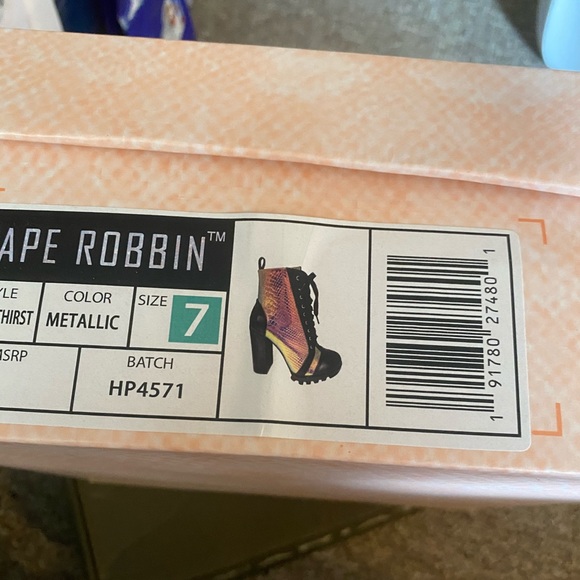 APE ROBBIN™
YLE
THIRST
COLOR
METALLIC
SIZE 7
SRP
BATCH
HP4571
1 91780 27480 1